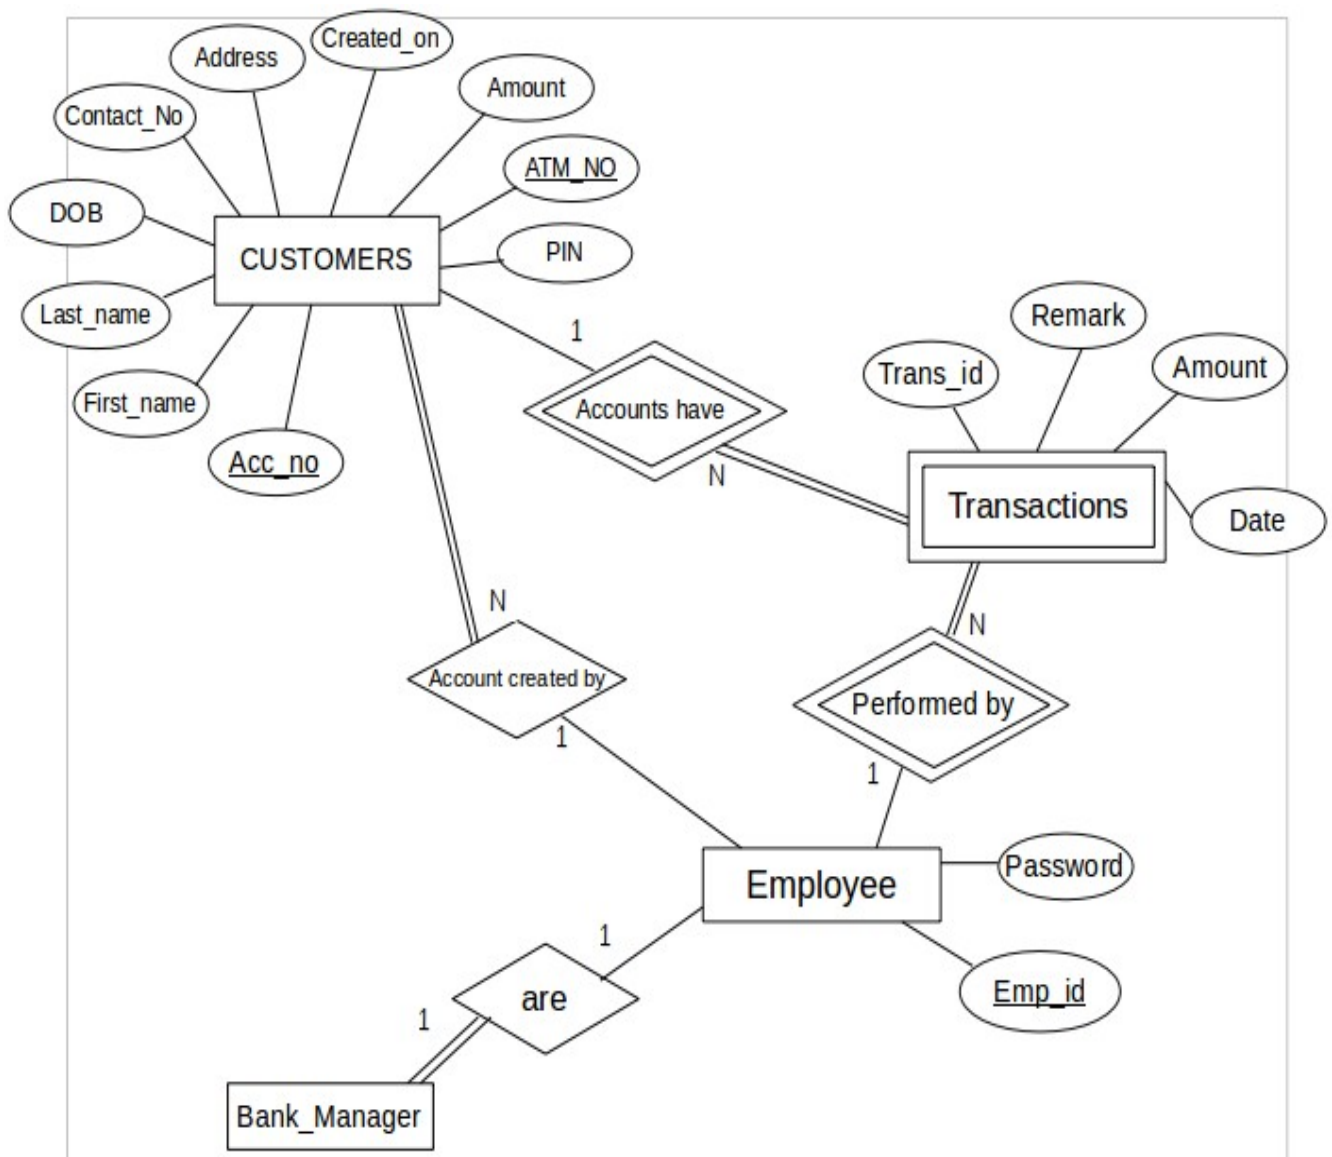 Created_on
Address
Amount
Contact_No
ATM_NO
DOB
PIN
CUSTOMERS
Last_name
1
Remark
Trans_id
Amount
First_name
Accounts have
Acc_no
N
Transactions
Date
N
N
Account created by
Performed by
1
1
Password
Employee
1
Emp_id
are
1
Bank_Manager